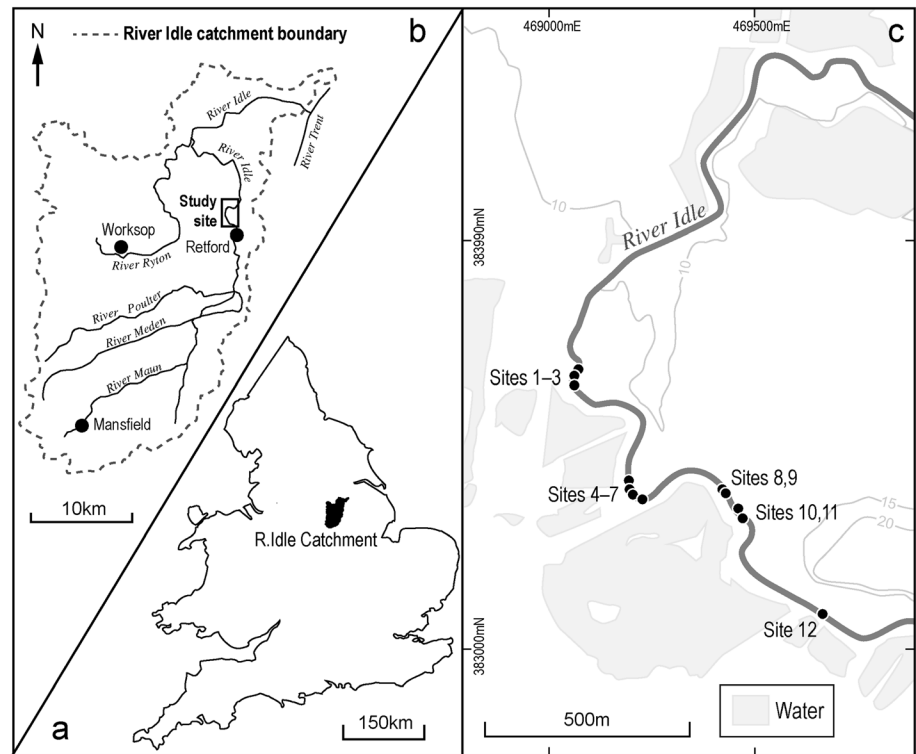 N
River Idle catchment boundary
b
River Idle
River Trent
River Idle
Study
site
Worksop
Retford
River Ryton
River Poulter
River Meden
River Maun
Mansfield
10km
R.Idle Catchment
a
150km
469000mE
469500mE
c
10
383990mN
River Idle
10
Sites 1–3
Sites 4–7
Sites 8,9
Sites 10,11
15
20
Site 12
383000mN
500m
Water